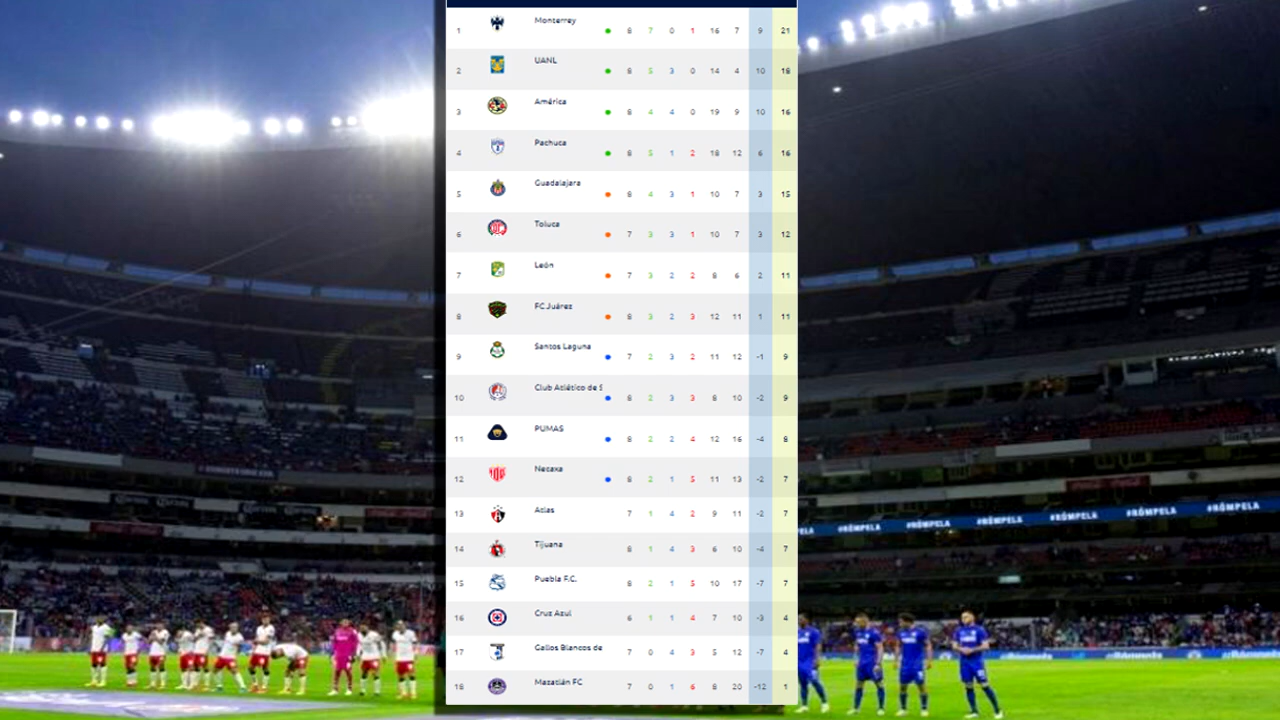 1 Monterrey 8 7 0 1 16 7 9 21
2 UANL 8 5 3 0 14 4 10 18
3 América 8 4 4 0 19 9 10 16
4 Pachuca 8 5 1 2 18 12 6 16
5 Guadalajara 8 4 3 1 10 7 3 15
6 Toluca 7 3 3 1 10 7 3 12
7 León 7 3 2 2 8 6 2 11
8 FC Juárez 8 3 2 3 12 11 1 11
9 Santos Laguna 7 2 3 2 11 12 -1 9
10 Club Atlético de S 8 2 3 3 8 10 -2 9
11 PUMAS 8 2 2 4 12 16 -4 8
12 Necaxa 8 2 1 5 11 13 -2 7
13 Atlas 7 1 4 2 9 11 -2 7
14 Tijuana 8 1 4 3 6 10 -4 7
15 Puebla F.C. 8 2 1 5 10 17 -7 7
16 Cruz Azul 6 1 1 4 7 10 -3 4
17 Gallos Blancos de 7 0 4 3 5 12 -7 4
18 Mazatlán FC 7 0 1 6 8 20 -12 1
#RÓMPELA #RÓMPELA #RÓMPELA #RÓMPELA #RÓMPELA #RÓMPELA